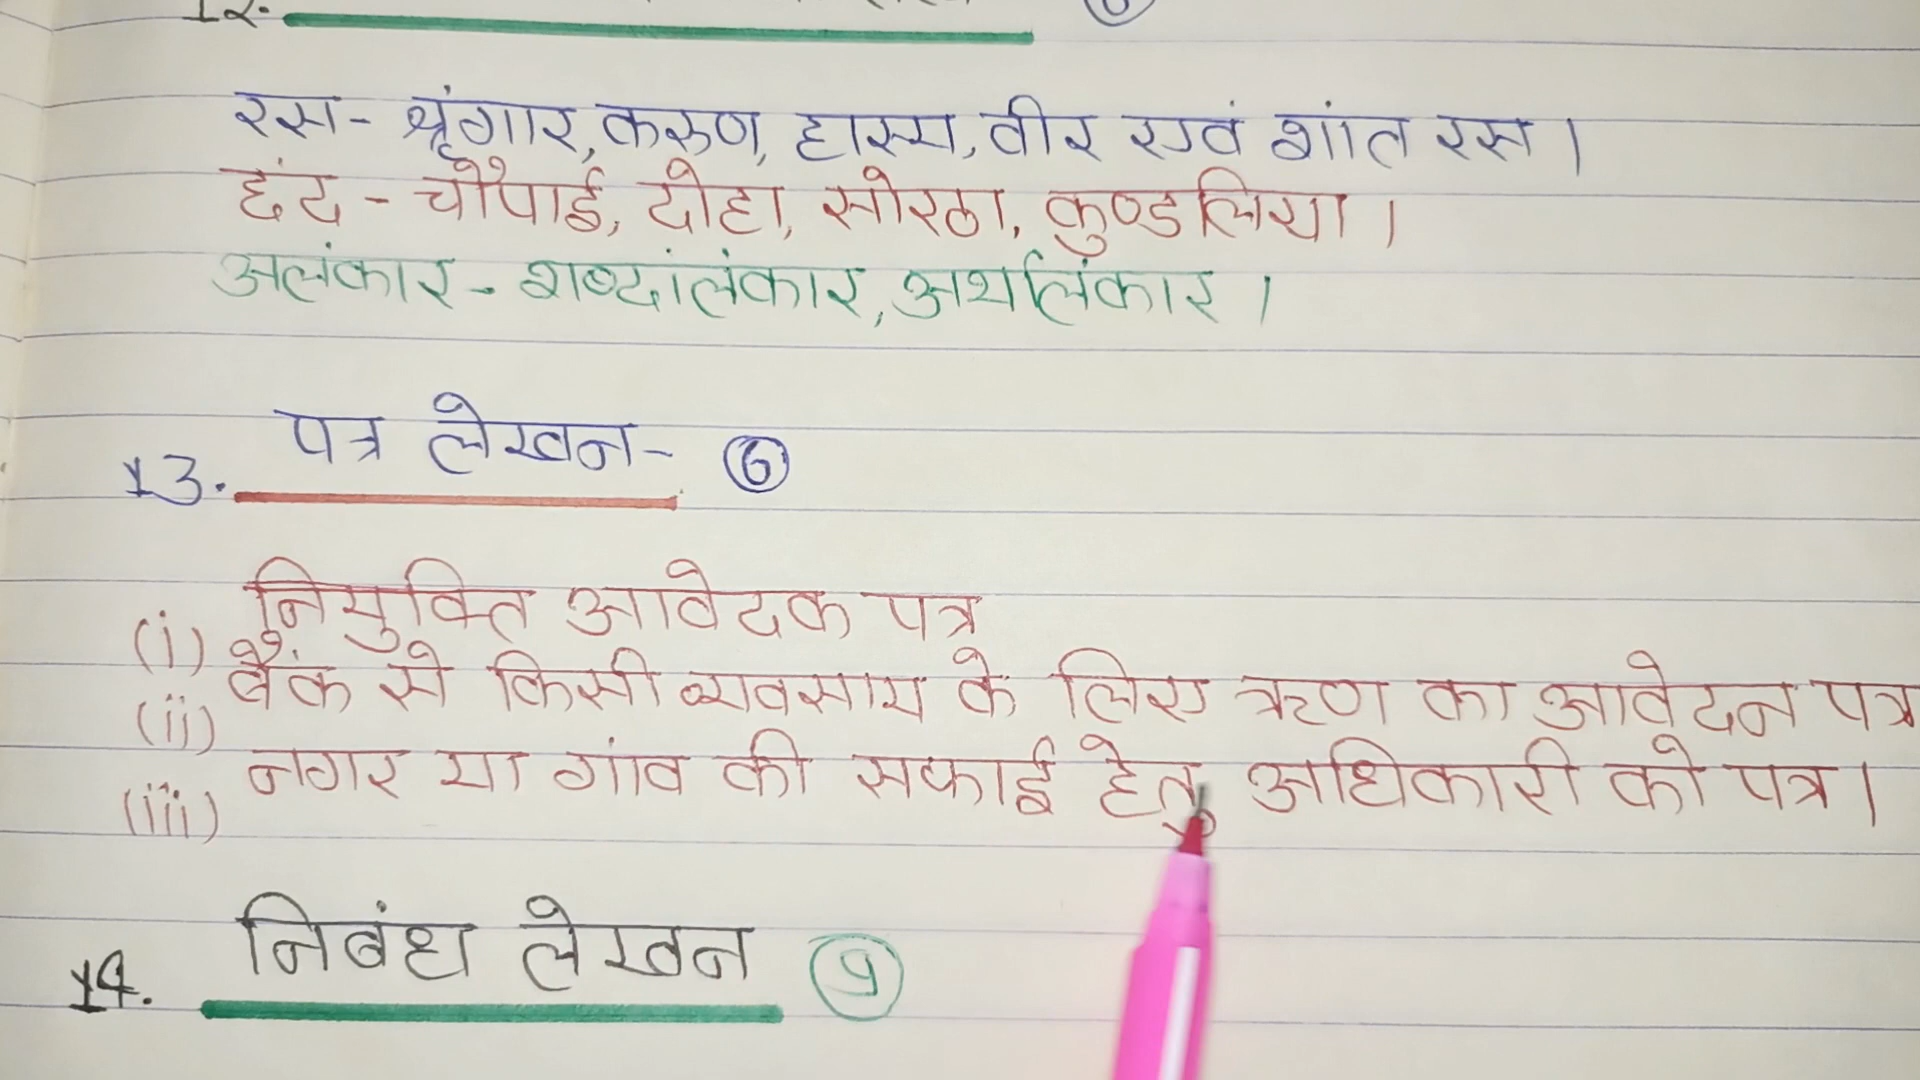 12.
रस- श्रृंगार, करुण, हास्य, वीर एवं शांत रस।
छंद - चौपाई, दोहा, सोरठा, कुण्डलिया।
अलंकार - शब्दांलंकार, अर्थालंकार।
13. पत्र लेखन- 6
(i) नियुक्ति आवेदक पत्र
(ii) बैंक से किसी व्यवसाय के लिए ऋण का आवेदन पत्र
(iii) नगर या गांव की सफाई हेतु अधिकारी को पत्र।
14. निबंध लेखन 9